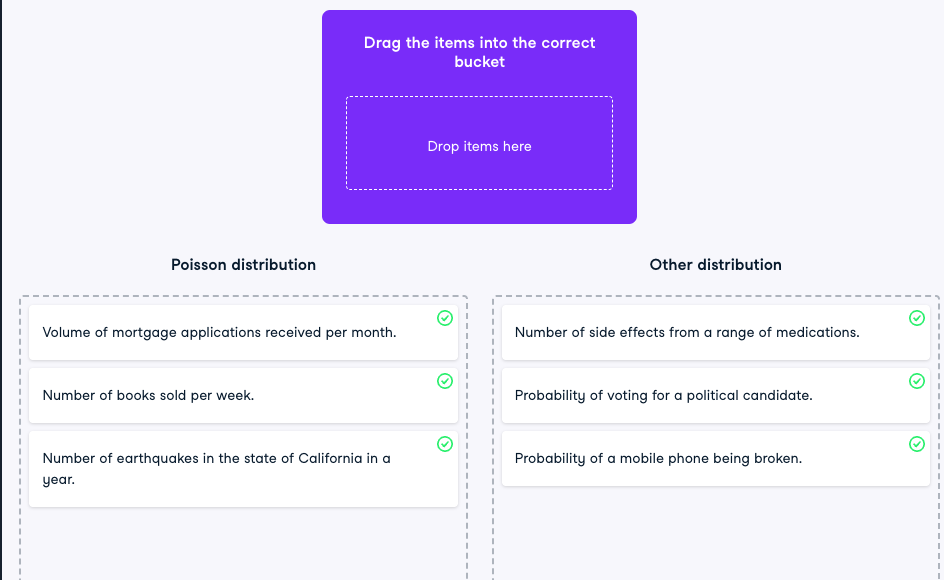 Drag the items into the correct
bucket
Drop items here
Poisson distribution
Volume of mortgage applications received per month.
Number of books sold per week.
Number of earthquakes in the state of California in a
year.
Other distribution
Number of side effects from a range of medications.
Probability of voting for a political candidate.
Probability of a mobile phone being broken.